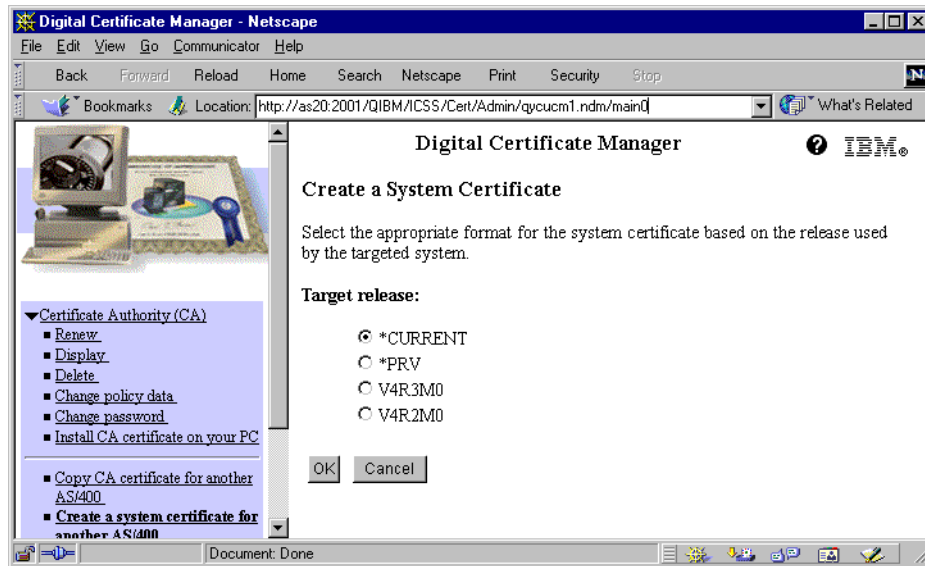 Digital Certificate Manager - Netscape
File Edit View Go Communicator Help
Back Forward Reload Home Search Netscape Print Security Stop
N
Bookmarks Location: http://as20:2001/QIBM/ICSS/Cert/Admin/qycucm1.ndm/main0 What's Related
Digital Certificate Manager
IBM®
Create a System Certificate
Select the appropriate format for the system certificate based on the release used
by the targeted system.
Target release:
*CURRENT
*PRV
V4R3M0
V4R2M0
OK Cancel
Certificate Authority (CA)
Renew
Display
Delete
Change policy data
Change password
Install CA certificate on your PC
Copy CA certificate for another
AS/400
Create a system certificate for
another AS/400
Document: Done